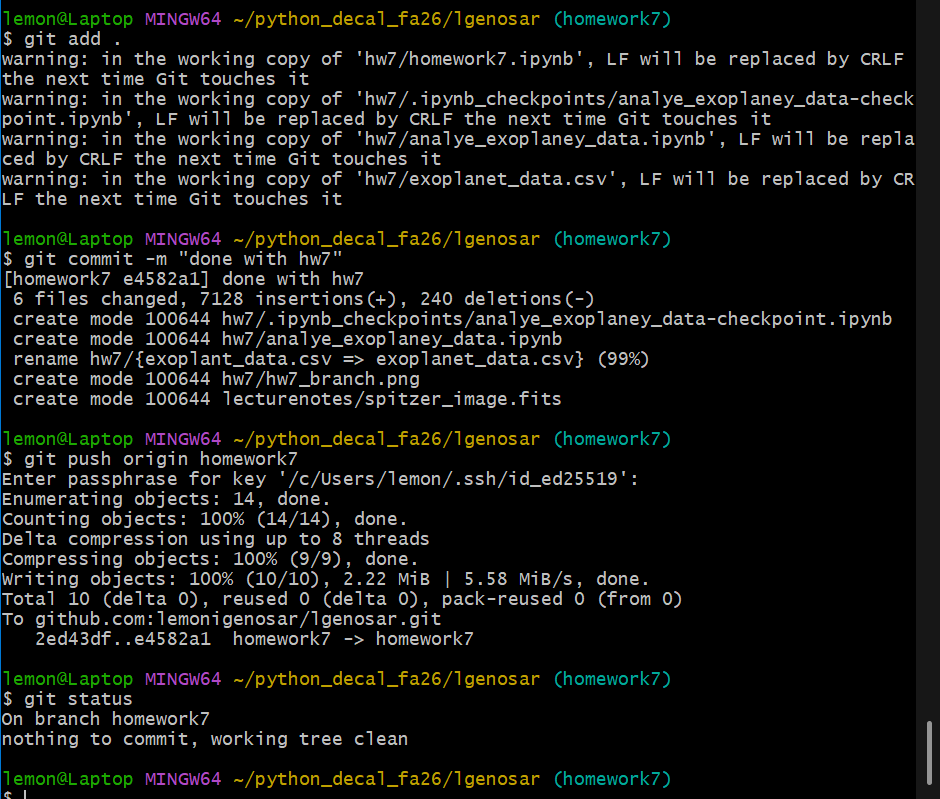 lemon@Laptop MINGW64 ~/python_decal_fa26/lgenosar (homework7)
$ git add .
warning: in the working copy of 'hw7/homework7.ipynb', LF will be replaced by CRLF
the next time Git touches it
warning: in the working copy of 'hw7/.ipynb_checkpoints/analye_exoplaney_data-check
point.ipynb', LF will be replaced by CRLF the next time Git touches it
warning: in the working copy of 'hw7/analye_exoplaney_data.ipynb', LF will be repla
ced by CRLF the next time Git touches it
warning: in the working copy of 'hw7/exoplanet_data.csv', LF will be replaced by CR
LF the next time Git touches it
lemon@Laptop MINGW64 ~/python_decal_fa26/lgenosar (homework7)
$ git commit -m "done with hw7"
[homework7 e4582a1] done with hw7
 6 files changed, 7128 insertions(+), 240 deletions(-)
 create mode 100644 hw7/.ipynb_checkpoints/analye_exoplaney_data-checkpoint.ipynb
 create mode 100644 hw7/analye_exoplaney_data.ipynb
 rename hw7/{exoplant_data.csv => exoplanet_data.csv} (99%)
 create mode 100644 hw7/hw7_branch.png
 create mode 100644 lecturenotes/spitzer_image.fits
lemon@Laptop MINGW64 ~/python_decal_fa26/lgenosar (homework7)
$ git push origin homework7
Enter passphrase for key '/c/Users/lemon/.ssh/id_ed25519':
Enumerating objects: 14, done.
Counting objects: 100% (14/14), done.
Delta compression using up to 8 threads
Compressing objects: 100% (9/9), done.
Writing objects: 100% (10/10), 2.22 MiB | 5.58 MiB/s, done.
Total 10 (delta 0), reused 0 (delta 0), pack-reused 0 (from 0)
To github.com:lemonigenosar/lgenosar.git
   2ed43df..e4582a1  homework7 -> homework7
lemon@Laptop MINGW64 ~/python_decal_fa26/lgenosar (homework7)
$ git status
On branch homework7
nothing to commit, working tree clean
lemon@Laptop MINGW64 ~/python_decal_fa26/lgenosar (homework7)
$